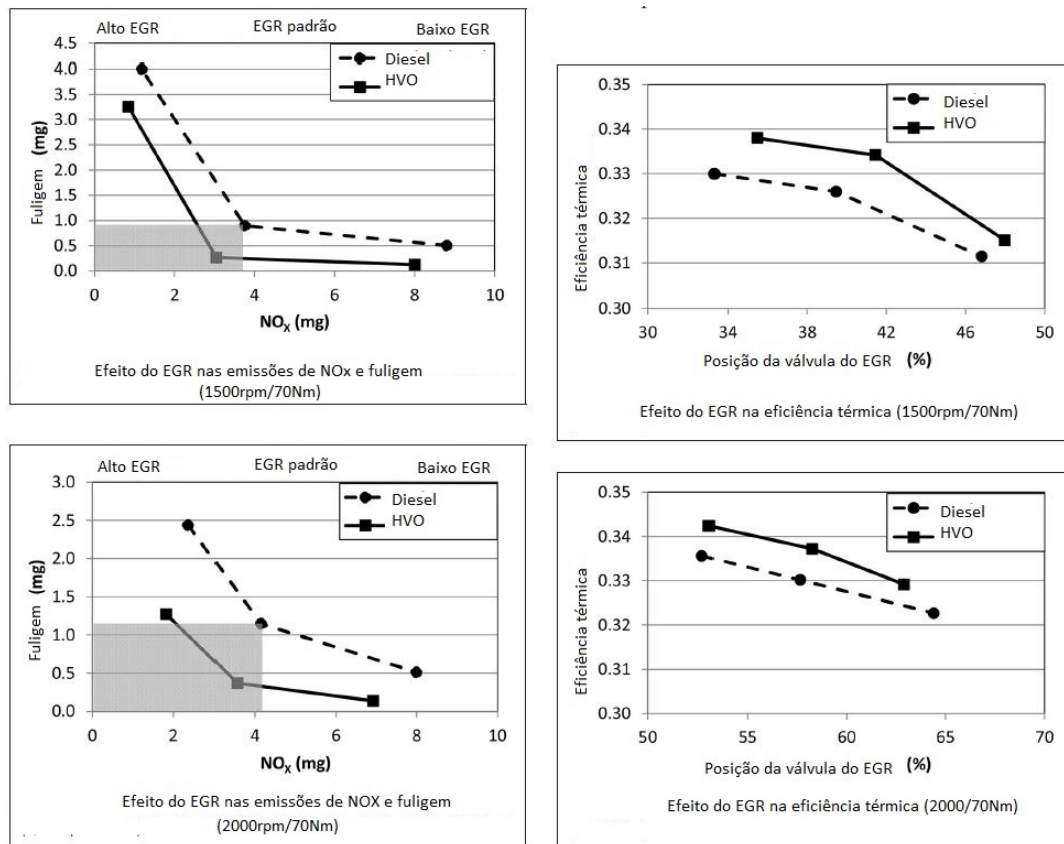 Alto EGR EGR padrão Baixo EGR
4.5
4.0
3.5
3.0
2.5
2.0
1.5
1.0
0.5
0.0
Fuligem (mg)
Diesel
HVO
0 2 4 6 8 10
NOX (mg)
Efeito do EGR nas emissões de NOx e fuligem
(1500rpm/70Nm)
0.35
0.34
0.33
0.32
0.31
0.30
Eficiência térmica
Diesel
HVO
30 34 38 42 46 50
Posição da válvula do EGR (%)
Efeito do EGR na eficiência térmica (1500rpm/70Nm)
Alto EGR EGR padrão Baixo EGR
3.0
2.5
2.0
1.5
1.0
0.5
0.0
Fuligem (mg)
Diesel
HVO
0 2 4 6 8 10
NOX (mg)
Efeito do EGR nas emissões de NOX e fuligem
(2000rpm/70Nm)
0.35
0.34
0.33
0.32
0.31
0.30
Eficiência térmica
Diesel
HVO
50 55 60 65 70
Posição da válvula do EGR (%)
Efeito do EGR na eficiência térmica (2000/70Nm)